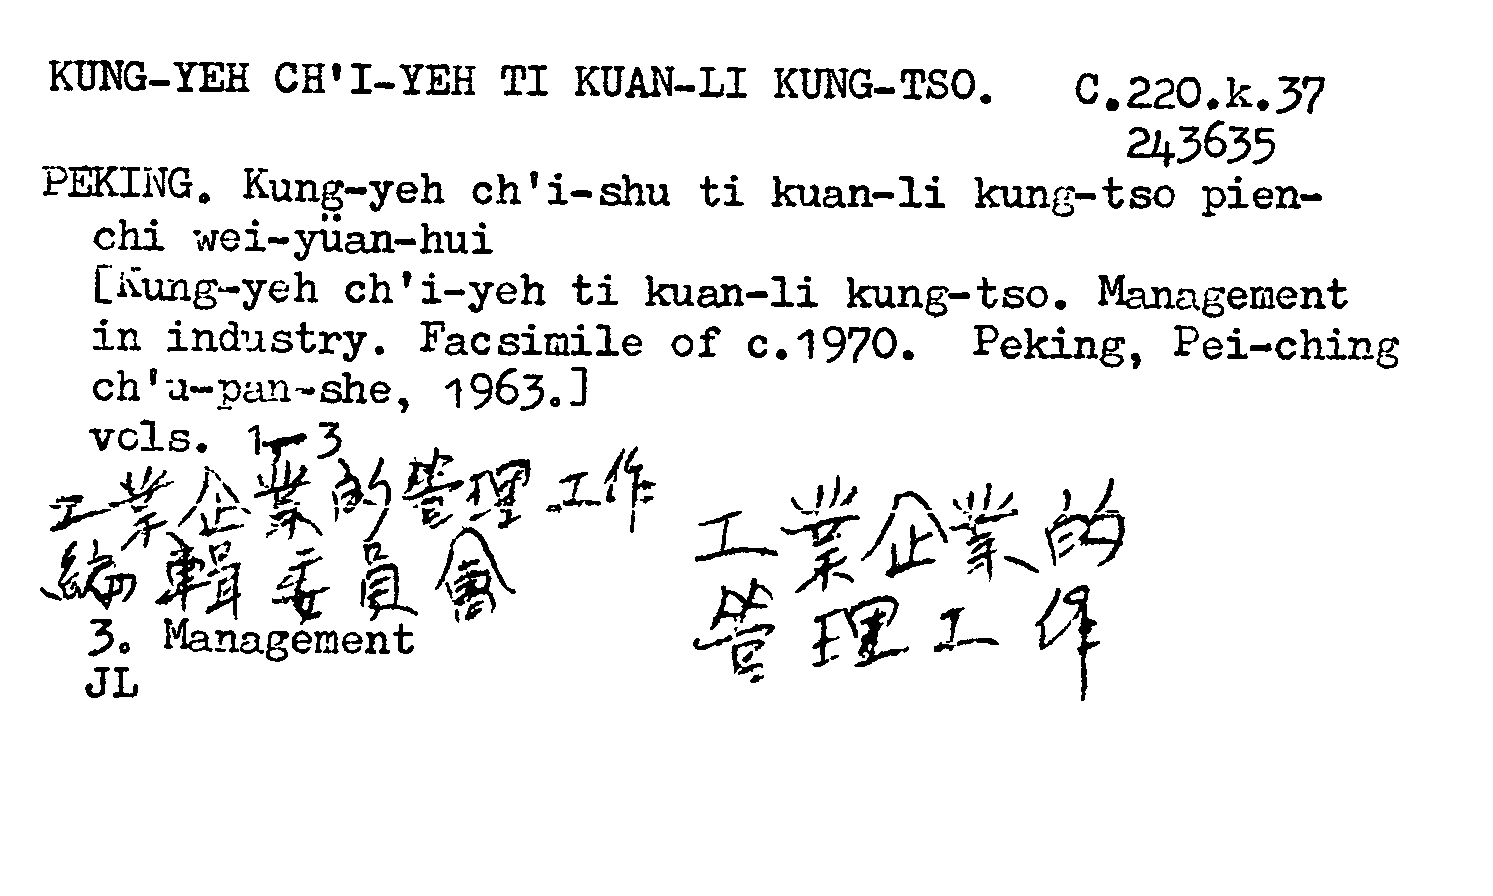 KUNG-YEH CH'I-YEH TI KUAN-LI KUNG-TSO. C.220.k.37
243635
PEKING. Kung-yeh ch'i-shu ti kuan-li kung-tso pien-
chi wei-yüan-hui
[Kung-yeh ch'i-yeh ti kuan-li kung-tso. Management
in industry. Facsimile of c.1970. Peking, Pei-ching
ch'u-pan-she, 1963.]
vols. 1-3
工業企業的管理工作
編輯委員會
工業企業的
管理工作
3. Management
JL